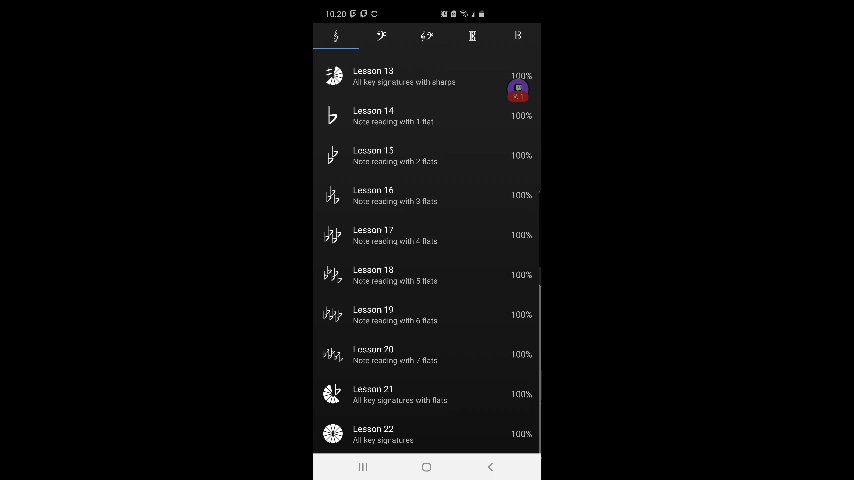 10.20
Lesson 13
All key signatures with sharps
100%
Lesson 14
Note reading with 1 flat
100%
Lesson 15
Note reading with 2 flats
100%
Lesson 16
Note reading with 3 flats
100%
Lesson 17
Note reading with 4 flats
100%
Lesson 18
Note reading with 5 flats
100%
Lesson 19
Note reading with 6 flats
100%
Lesson 20
Note reading with 7 flats
100%
Lesson 21
All key signatures with flats
100%
Lesson 22
All key signatures
100%